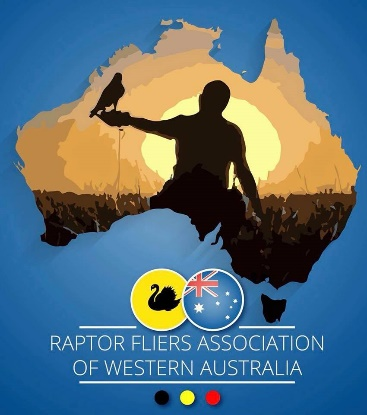 RAPTOR FLIERS ASSOCIATION
OF WESTERN AUSTRALIA